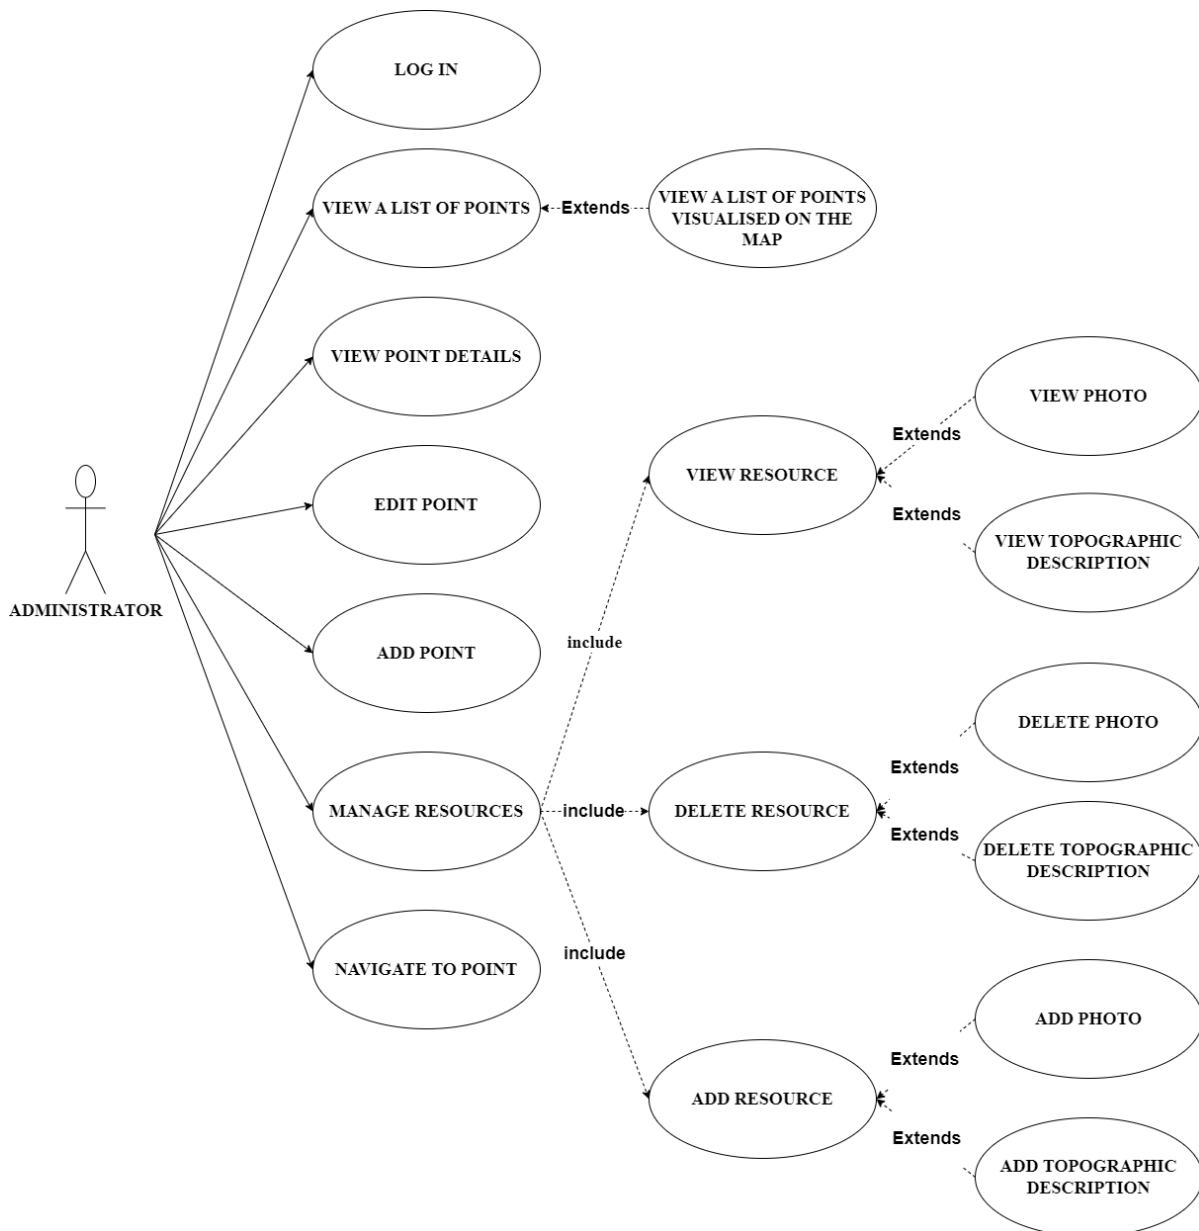 LOG IN
VIEW A LIST OF POINTS
Extends
VIEW A LIST OF POINTS
VISUALISED ON THE
MAP
VIEW POINT DETAILS
VIEW PHOTO
Extends
VIEW RESOURCE
EDIT POINT
Extends
VIEW TOPOGRAPHIC
DESCRIPTION
ADMINISTRATOR
include
ADD POINT
DELETE PHOTO
Extends
MANAGE RESOURCES
include
DELETE RESOURCE
Extends
DELETE TOPOGRAPHIC
DESCRIPTION
include
NAVIGATE TO POINT
ADD PHOTO
Extends
ADD RESOURCE
Extends
ADD TOPOGRAPHIC
DESCRIPTION